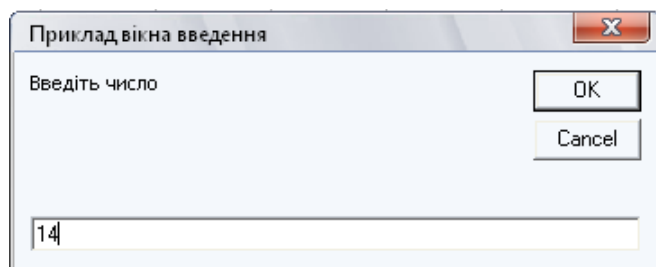 Приклад вікна введення
Введіть число
OK
Cancel
14